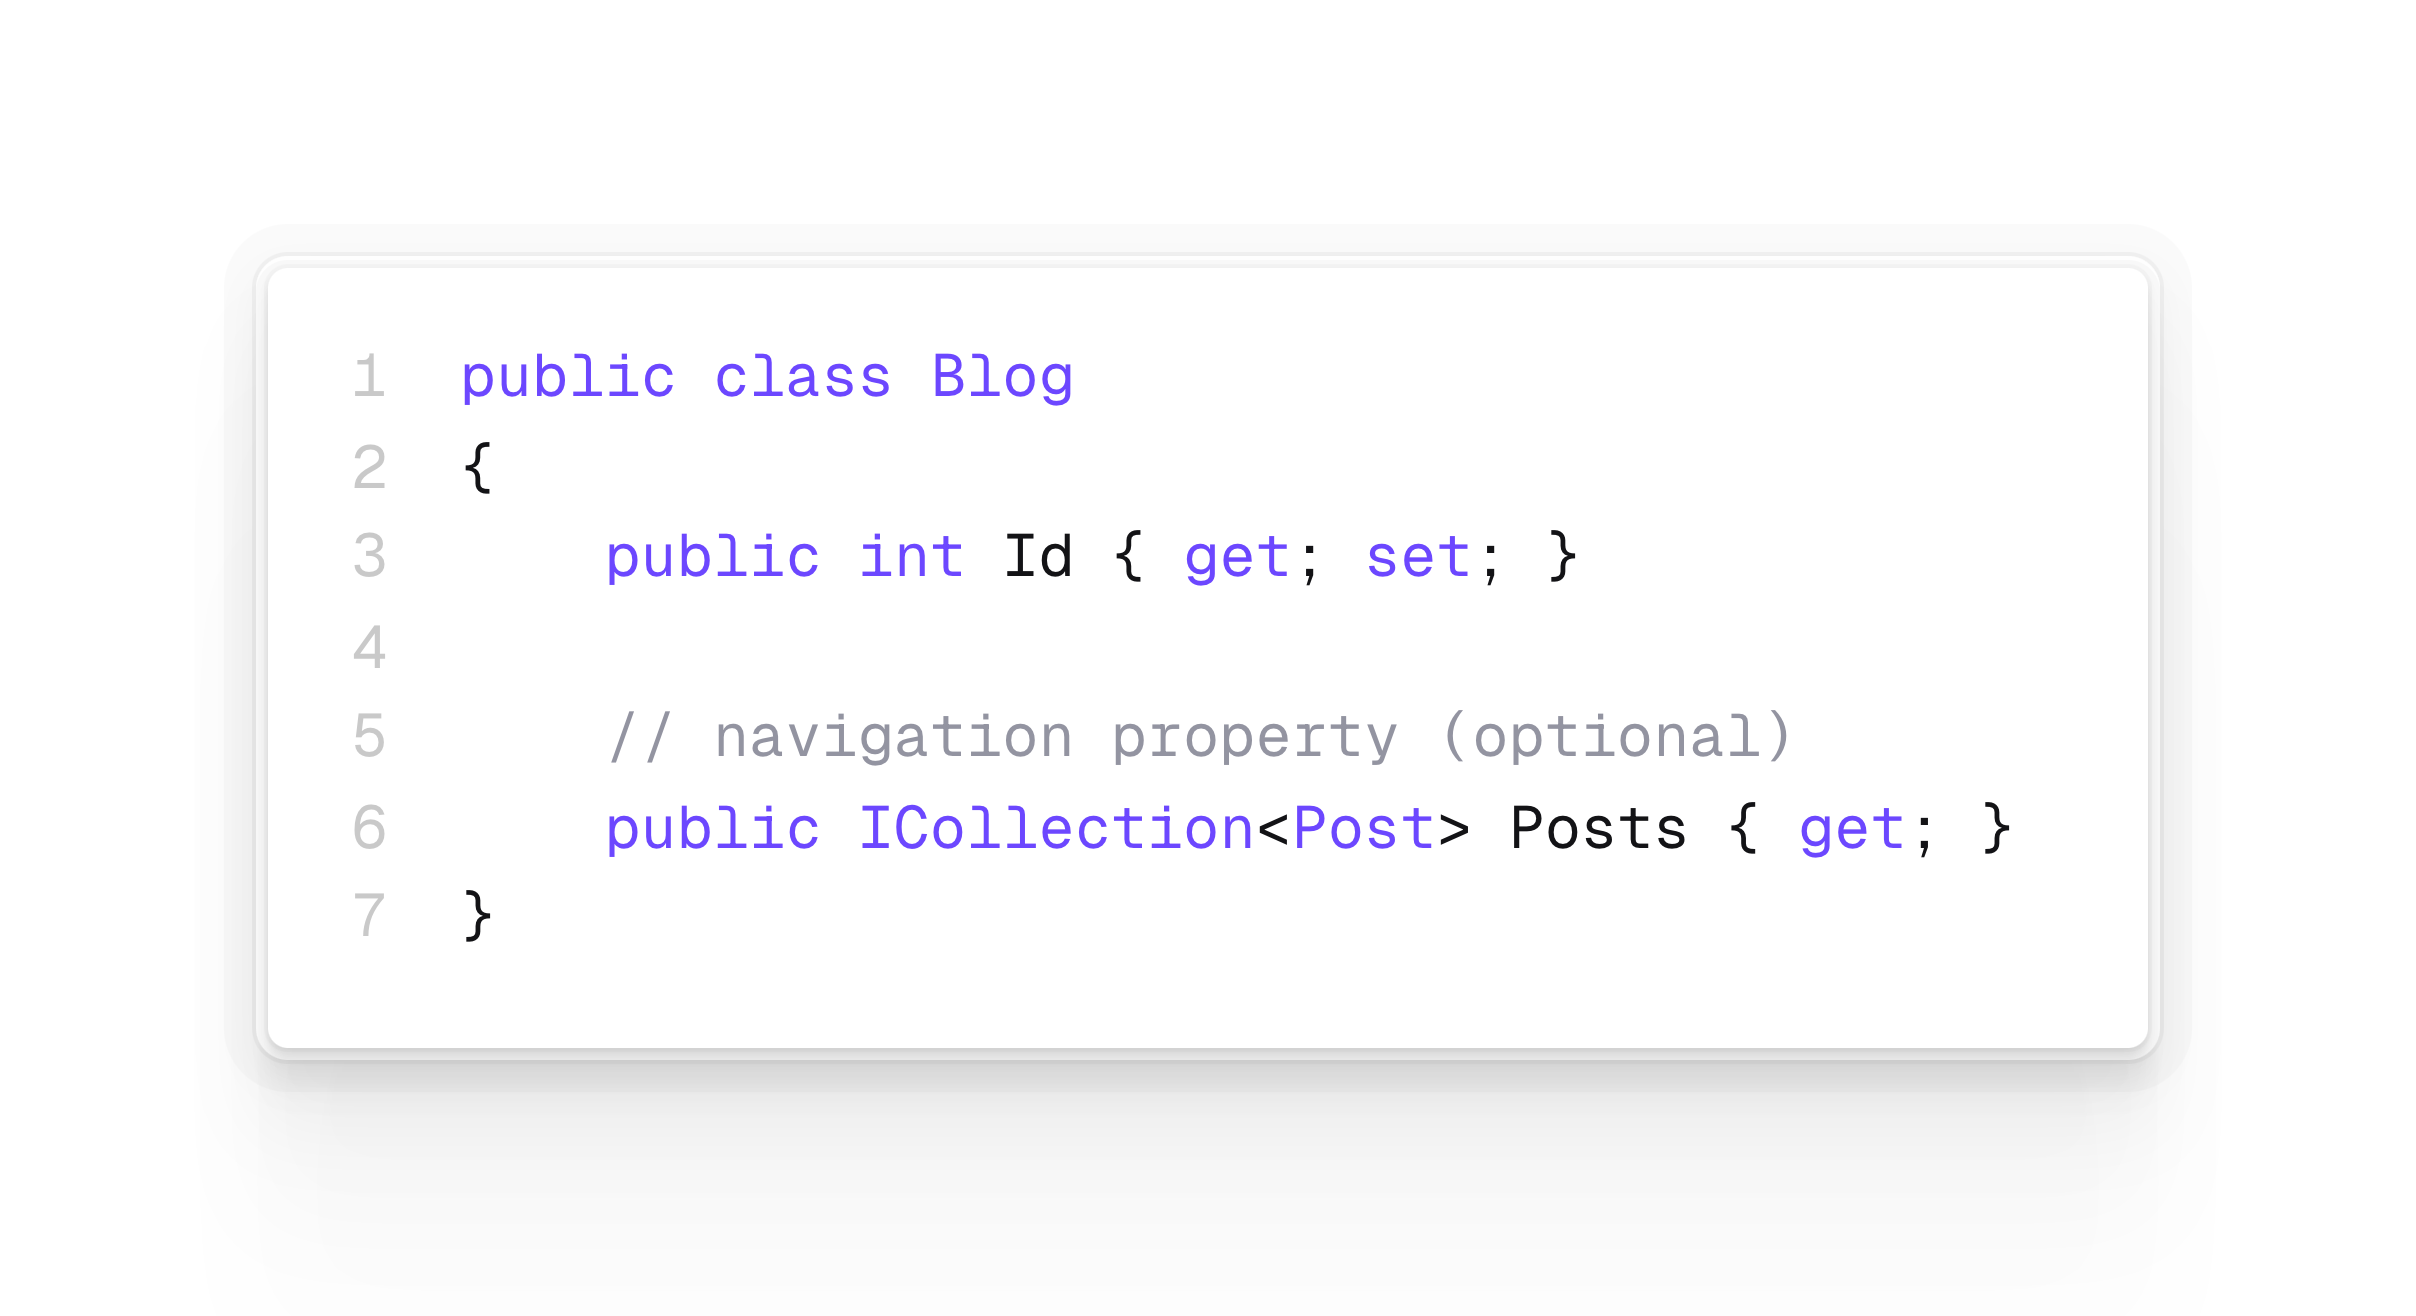 1 public class Blog
2 {
3     public int Id { get; set; }
4
5     // navigation property (optional)
6     public ICollection<Post> Posts { get; }
7 }